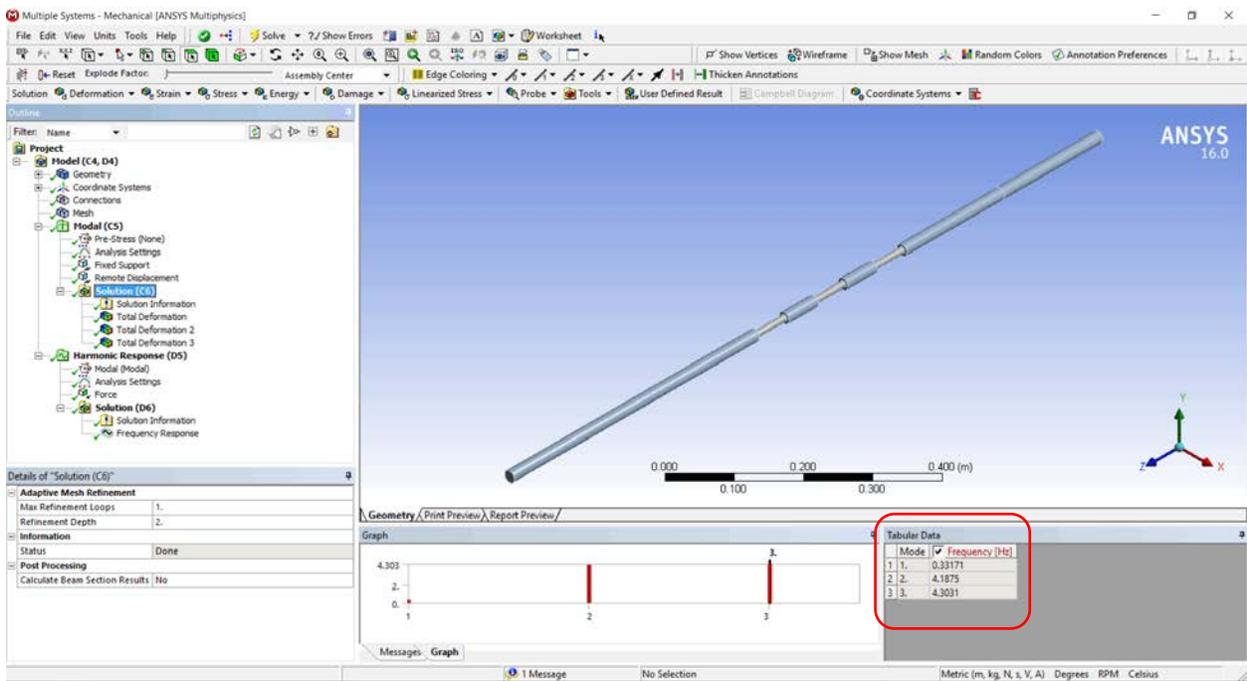 Multiple Systems - Mechanical [ANSYS Multiphysics]
File Edit View Units Tools Help Solve ?/ Show Errors Worksheet
Show Vertices Wireframe Show Mesh Random Colors Annotation Preferences
Reset Explode Factor: Assembly Center Edge Coloring Thicken Annotations
Solution Deformation Strain Stress Energy Damage Linearized Stress Probe Tools User Defined Result Campbell Diagram Coordinate Systems
Outline
Filter: Name
Project
Model (C4, D4)
Geometry
Coordinate Systems
Connections
Mesh
Modal (C5)
Pre-Stress (None)
Analysis Settings
Fixed Support
Remote Displacement
Solution (C6)
Solution Information
Total Deformation
Total Deformation 2
Total Deformation 3
Harmonic Response (D5)
Modal (Modal)
Analysis Settings
Force
Solution (D6)
Solution Information
Frequency Response
ANSYS
16.0
Y
Z X
0.000 0.200 0.400 (m)
0.100 0.300
Geometry Print Preview Report Preview
Details of "Solution (C6)"
Adaptive Mesh Refinement
Max Refinement Loops 1.
Refinement Depth 2.
Information
Status Done
Post Processing
Calculate Beam Section Results No
Graph
3.
4.303
2.
0.
1 2 3
Messages Graph
Tabular Data
Mode Frequency [Hz]
1 1. 0.33171
2 2. 4.1875
3 3. 4.3031
1 Message No Selection Metric (m, kg, N, s, V, A) Degrees RPM Celsius